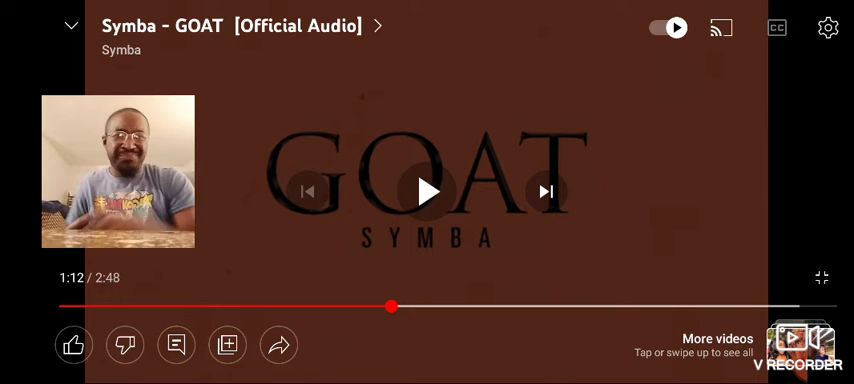 Symba - GOAT [Official Audio]
Symba
CC
GOAT
SYMBA
1:12 / 2:48
More videos
Tap or swipe up to see all
V RECORDER